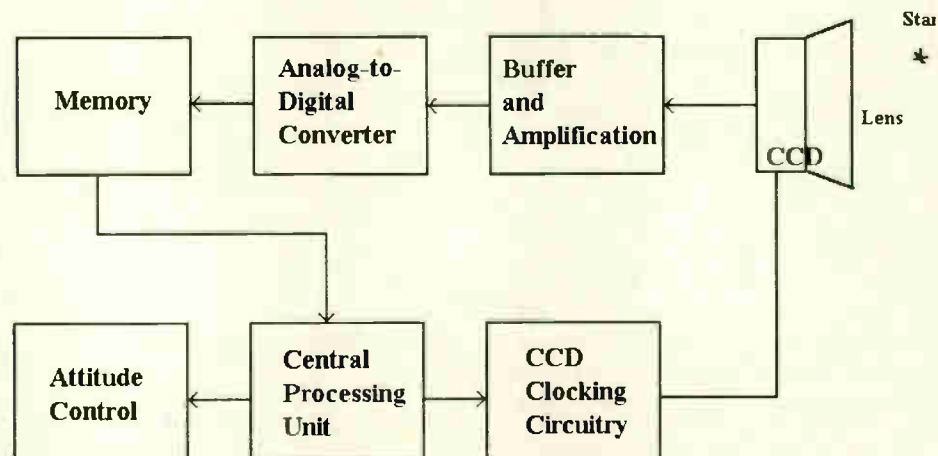 Star
Memory
Analog-to-
Digital
Converter
Buffer
and
Amplification
Lens
CCD
Attitude
Control
Central
Processing
Unit
CCD
Clocking
Circuitry